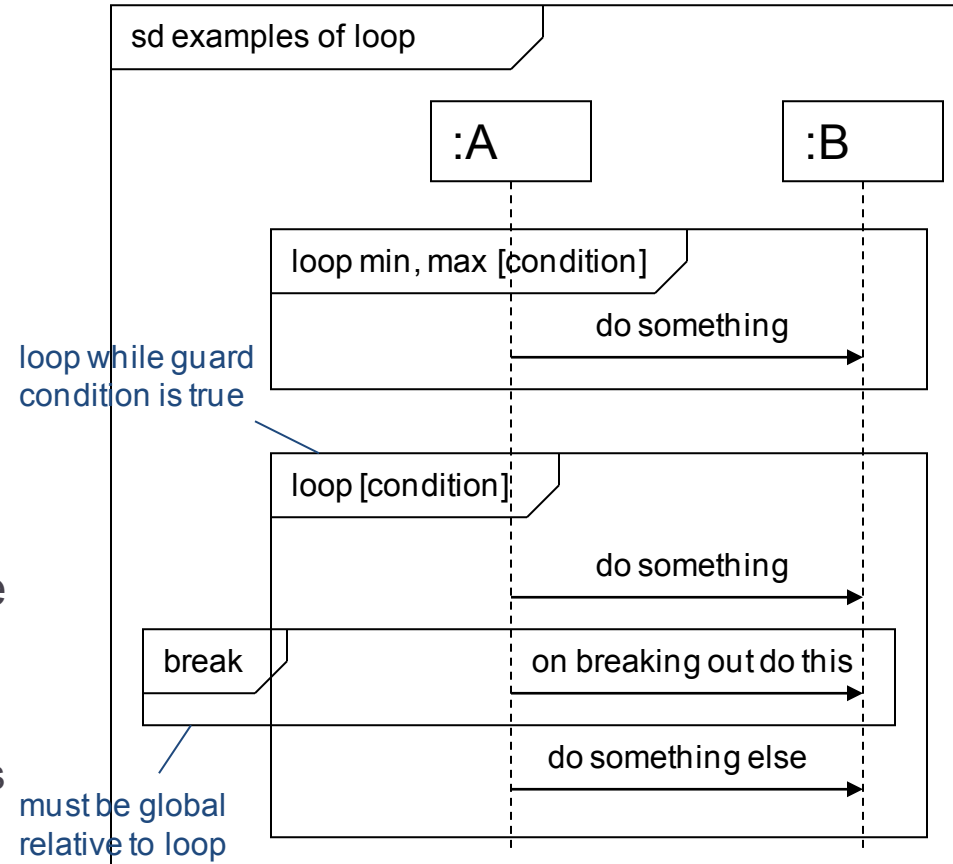 sd examples of loop
:A
:B
loop min, max [condition]
do something
loop while guard
condition is true
loop [condition]
do something
e
break
on breaking out do this
do something else
s
must be global
relative to loop